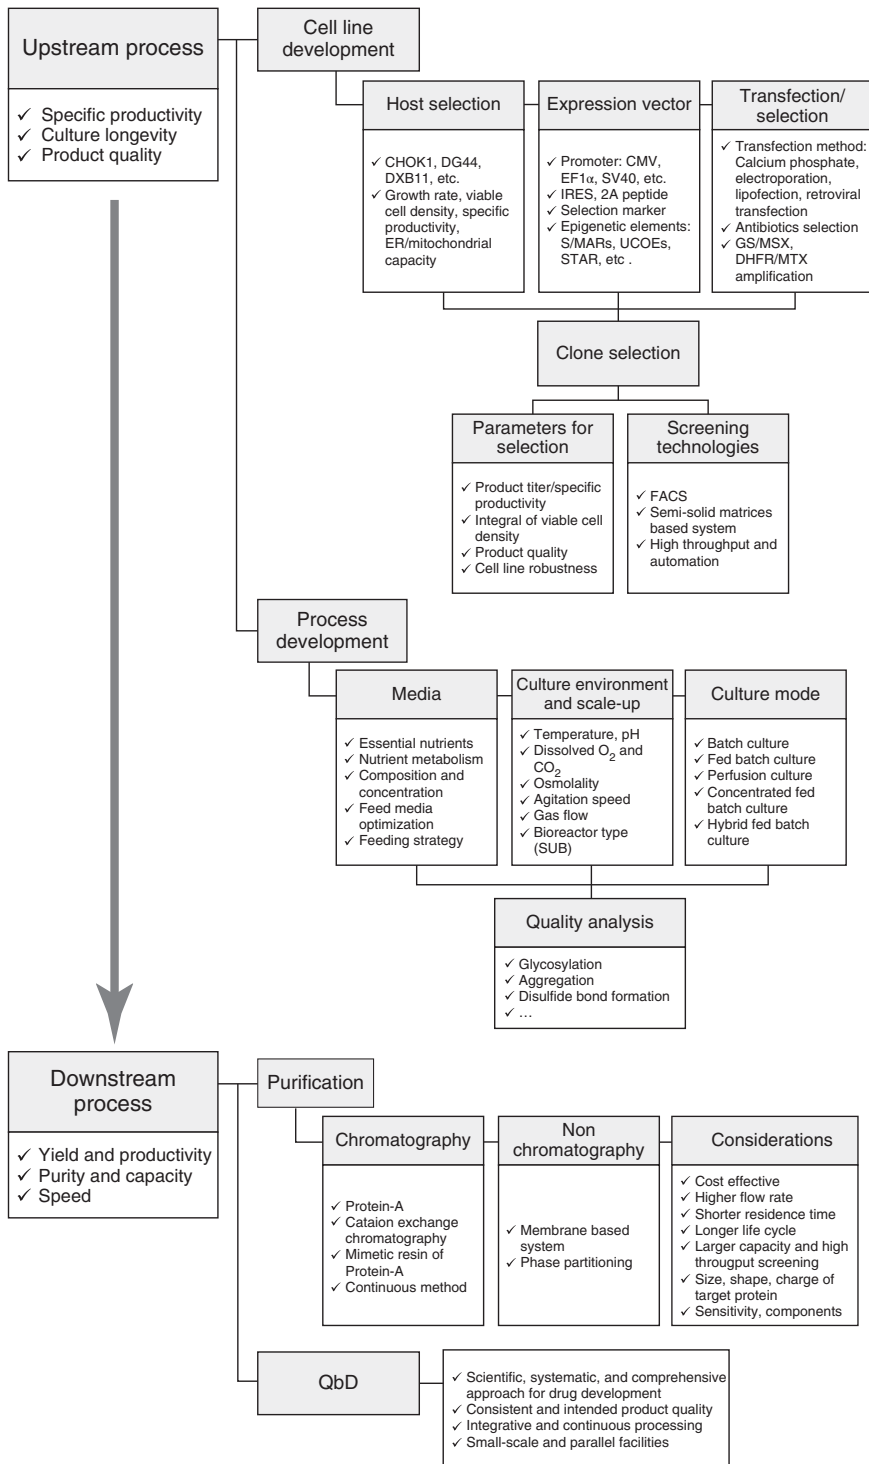 Upstream process
✓ Specific productivity
✓ Culture longevity
✓ Product quality
Cell line
development
Host selection
✓ CHOK1, DG44,
DXB11, etc.
✓ Growth rate, viable
cell density, specific
productivity,
ER/mitochondrial
capacity
Expression vector
✓ Promoter: CMV,
EF1α, SV40, etc.
✓ IRES, 2A peptide
✓ Selection marker
✓ Epigenetic elements:
S/MARs, UCOEs,
STAR, etc .
Transfection/
selection
✓ Transfection method:
Calcium phosphate,
electroporation,
lipofection, retroviral
transfection
✓ Antibiotics selection
✓ GS/MSX,
DHFR/MTX
amplification
Clone selection
Parameters for
selection
✓ Product titer/specific
productivity
✓ Integral of viable cell
density
✓ Product quality
✓ Cell line robustness
Screening
technologies
✓ FACS
✓ Semi-solid matrices
based system
✓ High throughput and
automation
Process
development
Media
✓ Essential nutrients
✓ Nutrient metabolism
✓ Composition and
concentration
✓ Feed media
optimization
✓ Feeding strategy
Culture environment
and scale-up
✓ Temperature, pH
✓ Dissolved O2 and
CO2
✓ Osmolality
✓ Agitation speed
✓ Gas flow
✓ Bioreactor type
(SUB)
Culture mode
✓ Batch culture
✓ Fed batch culture
✓ Perfusion culture
✓ Concentrated fed
batch culture
✓ Hybrid fed batch
culture
Quality analysis
✓ Glycosylation
✓ Aggregation
✓ Disulfide bond formation
✓ ...
Downstream
process
✓ Yield and productivity
✓ Purity and capacity
✓ Speed
Purification
Chromatography
✓ Protein-A
✓ Cataion exchange
chromatography
✓ Mimetic resin of
Protein-A
✓ Continuous method
Non
chromatography
✓ Membrane based
system
✓ Phase partitioning
Considerations
✓ Cost effective
✓ Higher flow rate
✓ Shorter residence time
✓ Longer life cycle
✓ Larger capacity and high
througput screening
✓ Size, shape, charge of
target protein
✓ Sensitivity, components
QbD
✓ Scientific, systematic, and comprehensive
approach for drug development
✓ Consistent and intended product quality
✓ Integrative and continuous processing
✓ Small-scale and parallel facilities